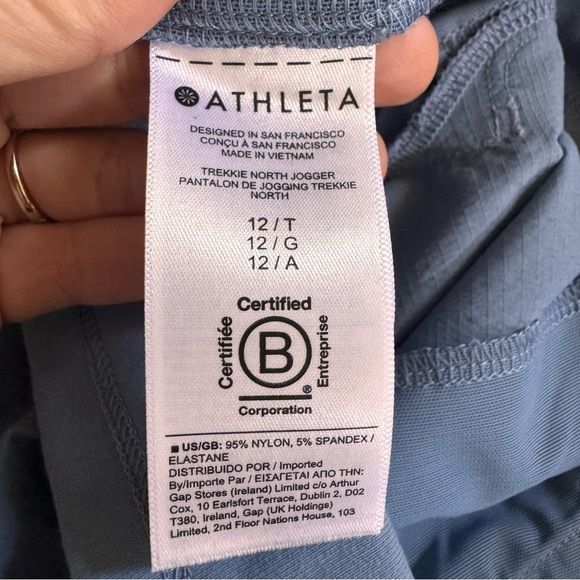 ATHLETA
DESIGNED IN SAN FRANCISCO
CONÇU À SAN FRANCISCO
MADE IN VIETNAM
TREKKIE NORTH JOGGER
PANTALON DE JOGGING TREKKIE
NORTH
12 / T
12 / G
12 / A
Certified
Certifiée
B
Entreprise
®
Corporation
■ US/GB: 95% NYLON, 5% SPANDEX /
ELASTANE
DISTRIBUIDO POR / Imported
By/Importe Par / ΕΙΣΑΓΕΤΑΙ ΑΠΟ ΤΗΝ:
Gap Stores (Ireland) Limited c/o Arthur
Cox, 10 Earlsfort Terrace, Dublin 2, D02
T380, Ireland, Gap (UK Holdings)
Limited, 2nd Floor Nations House, 103